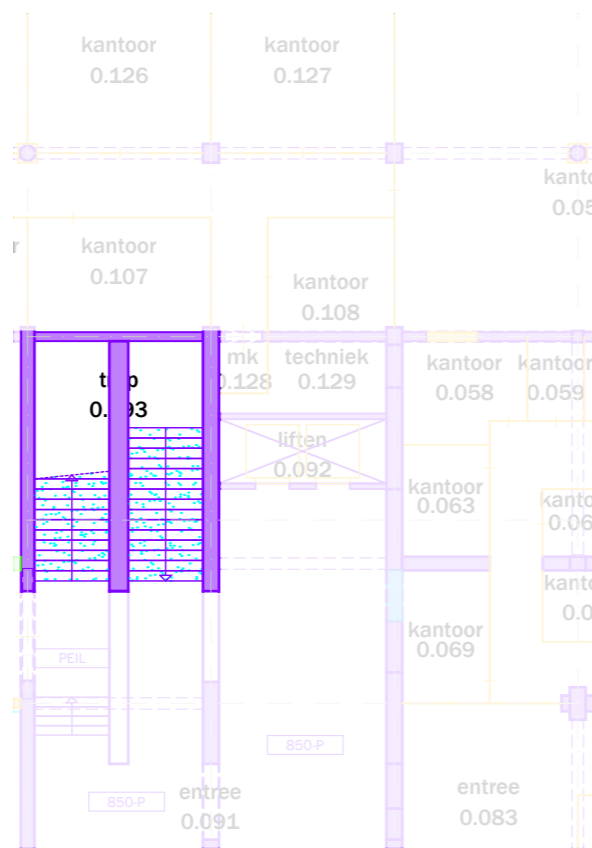 kantoor
0.126
kantoor
0.127
kantoor
0.107
kantoor
0.108
mk
0.128
techniek
0.129
kantoor
0.058
kantoor
0.059
liften
0.092
kantoor
0.063
kantoor
0.069
PEIL
850-P
850-P
entree
0.091
entree
0.083